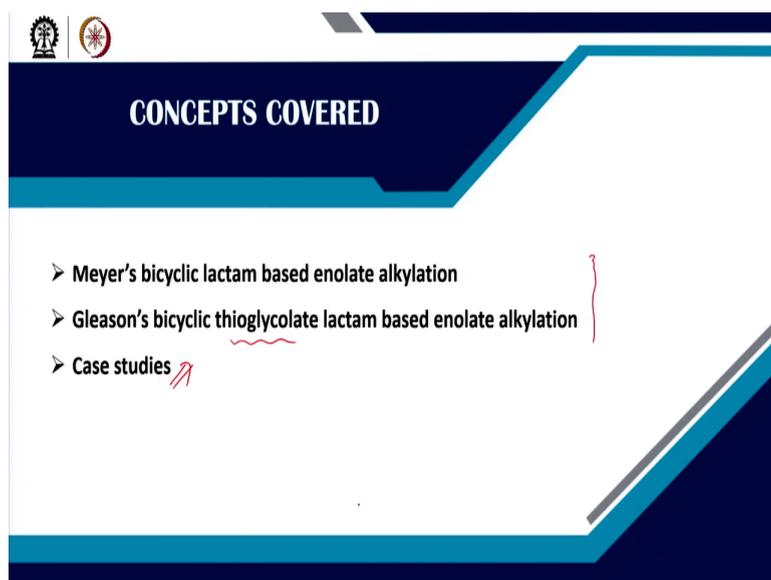 CONCEPTS COVERED
➢ Meyer's bicyclic lactam based enolate alkylation
➢ Gleason's bicyclic thioglycolate lactam based enolate alkylation
➢ Case studies